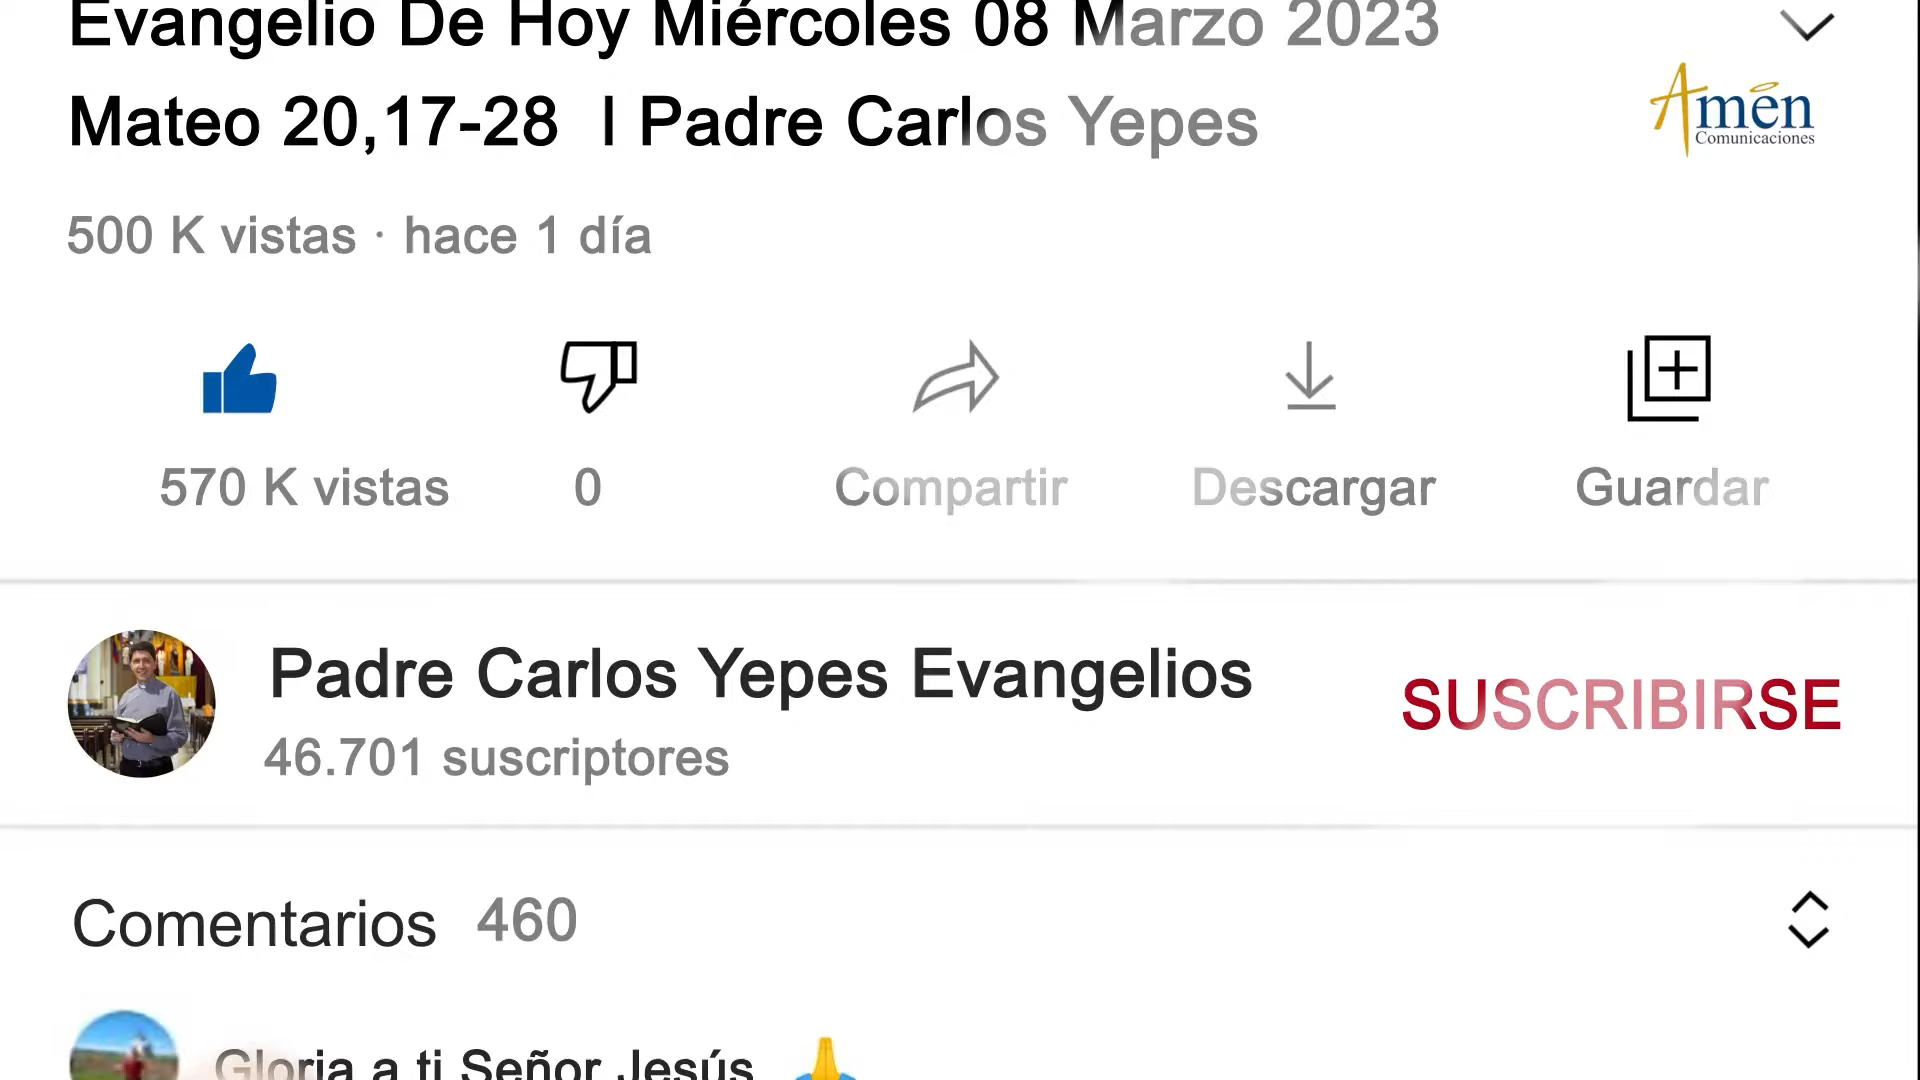 Evangelio De Hoy Miércoles 08 Marzo 2023
Mateo 20,17-28 I Padre Carlos Yepes
Amén
Comunicaciones
500 K vistas · hace 1 día
570 K vistas
0
Compartir
Descargar
Guardar
Padre Carlos Yepes Evangelios
46.701 suscriptores
SUSCRIBIRSE
Comentarios 460
Gloria a ti Señor Jesús